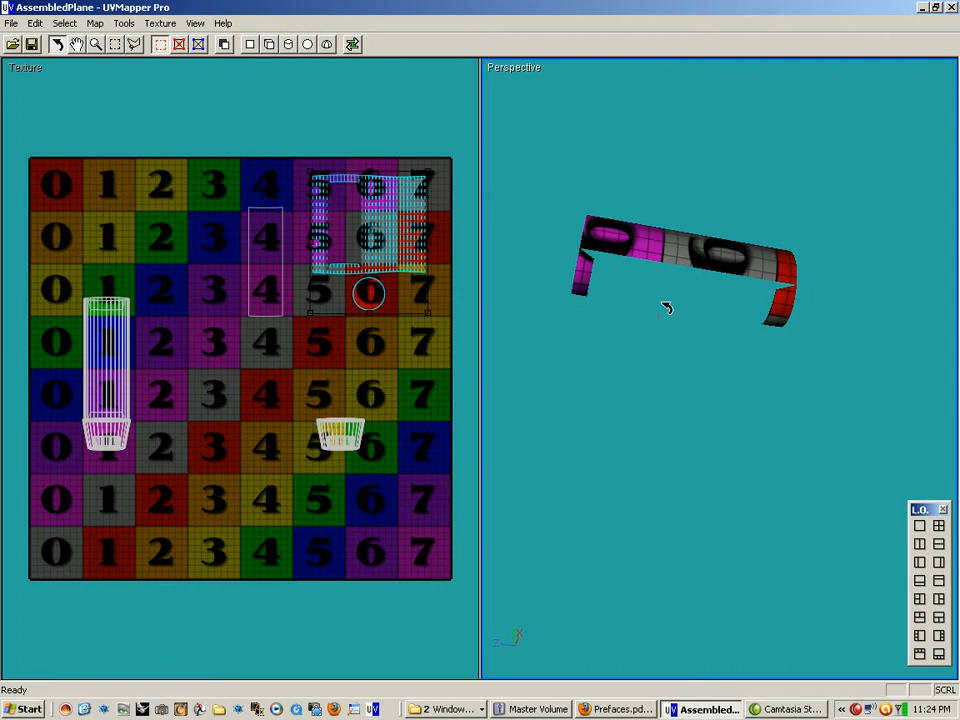 AssembledPlane - UVMapper Pro
File Edit Select Map Tools Texture View Help
Texture
Perspective
0 1 2 3 4 5 6 7
0 1 2 3 4 5 6 7
0 1 2 3 4 5 6 7
0 1 2 3 4 5 6 7
0 1 2 3 4 5 6 7
0 1 2 3 4 5 6 7
0 1 2 3 4 5 6 7
0 1 2 3 4 5 6 7
L.O.
Z X
Ready
SCRL
Start UV 2 Window... Master Volume Prefaces.pd... UV Assembled... Camtasia St... « 11:24 PM